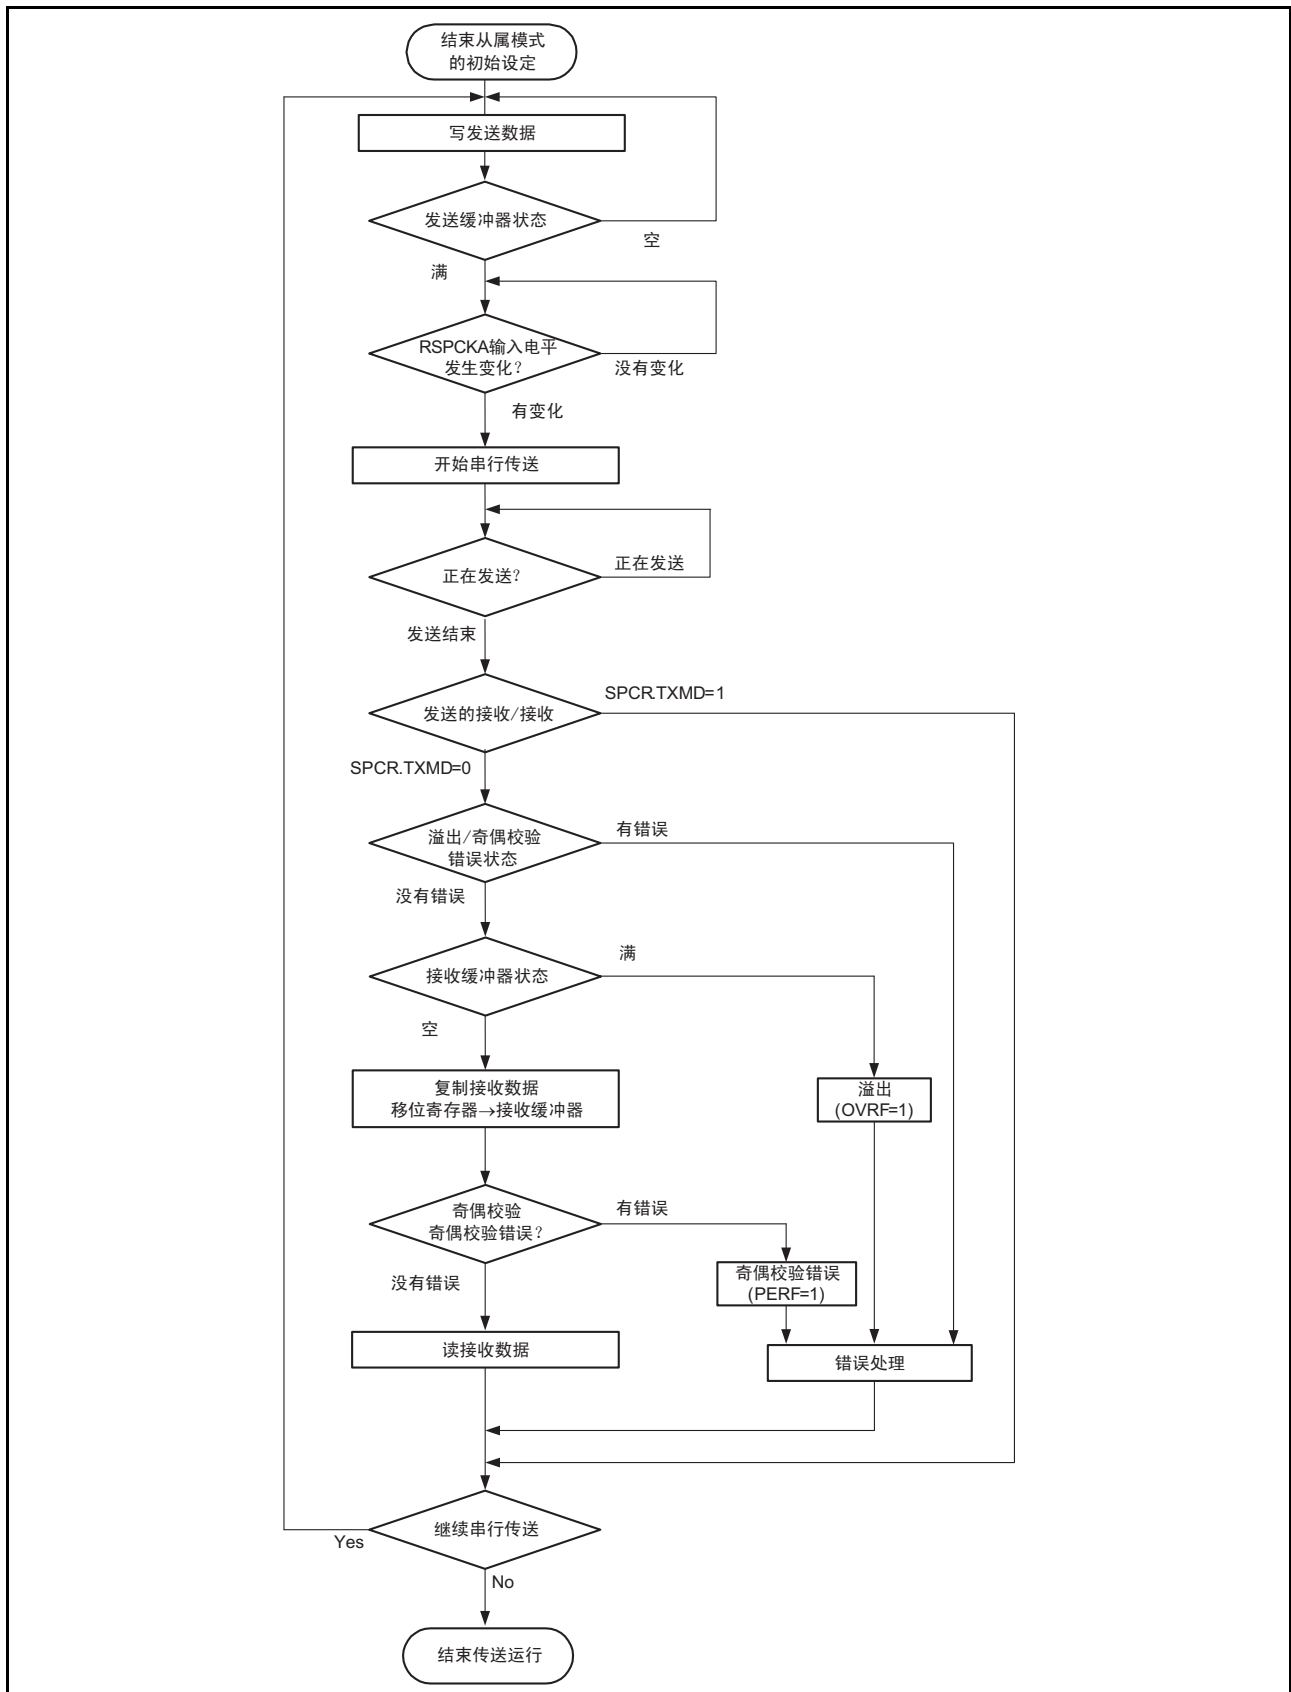 结束从属模式
的初始设定
写发送数据
发送缓冲器状态
空
满
RSPCKA输入电平
发生变化？
没有变化
有变化
开始串行传送
正在发送？
正在发送
发送结束
发送的接收/接收
SPCR.TXMD=1
SPCR.TXMD=0
溢出/奇偶校验
错误状态
有错误
没有错误
接收缓冲器状态
满
空
复制接收数据
移位寄存器→接收缓冲器
溢出
(OVRF=1)
奇偶校验
奇偶校验错误？
有错误
没有错误
奇偶校验错误
(PERF=1)
读接收数据
错误处理
继续串行传送
Yes
No
结束传送运行